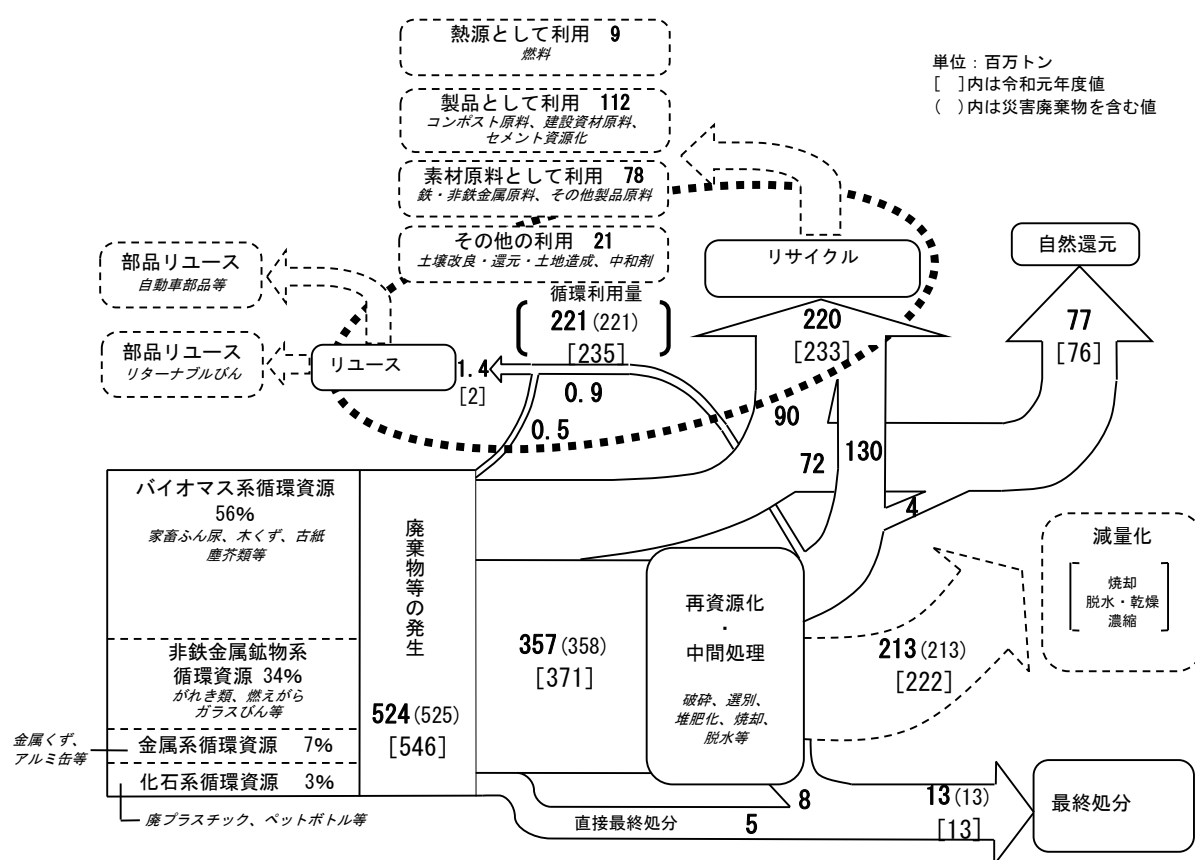 熱源として利用 9
燃料
単位：百万トン
[ ]内は令和元年度値
( )内は災害廃棄物を含む値
製品として利用 112
コンポスト原料、建設資材原料、
セメント資源化
素材原料として利用 78
鉄・非鉄金属原料、その他製品原料
その他の利用 21
土壌改良・還元・土地造成、中和剤
部品リユース
自動車部品等
リサイクル
自然還元
循環利用量
221(221)
[235]
220
[233]
77
[76]
部品リユース
リターナブルびん
リユース
1.4
[2]
0.9
0.5
90
72
130
4
バイオマス系循環資源
56%
家畜ふん尿、木くず、古紙
塵芥類等
廃棄物等の発生
524(525)
[546]
非鉄金属鉱物系
循環資源 34%
がれき類、燃えがら
ガラスびん等
金属くず、
アルミ缶等
金属系循環資源 7%
化石系循環資源 3%
廃プラスチック、ペットボトル等
357(358)
[371]
再資源化
・
中間処理
破砕、選別、
堆肥化、焼却、
脱水等
減量化
焼却
脱水・乾燥
濃縮
213(213)
[222]
8
直接最終処分 5
13(13)
[13]
最終処分